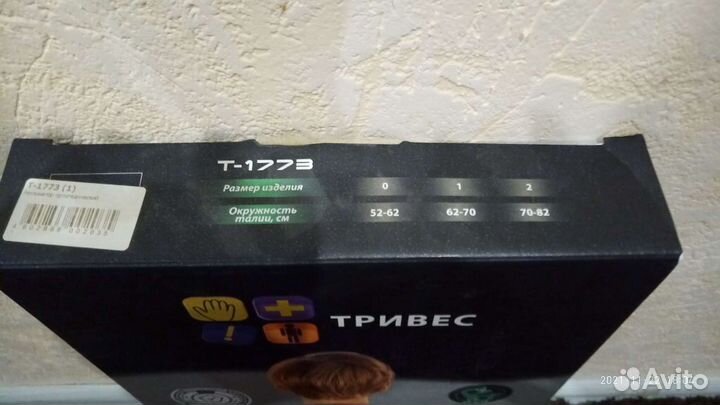 T-1773
T-1773 (1)
Размер изделия 0 1 2
Окружность
талии, см 52-62 62-70 70-82
ТРИВЕС
Avito